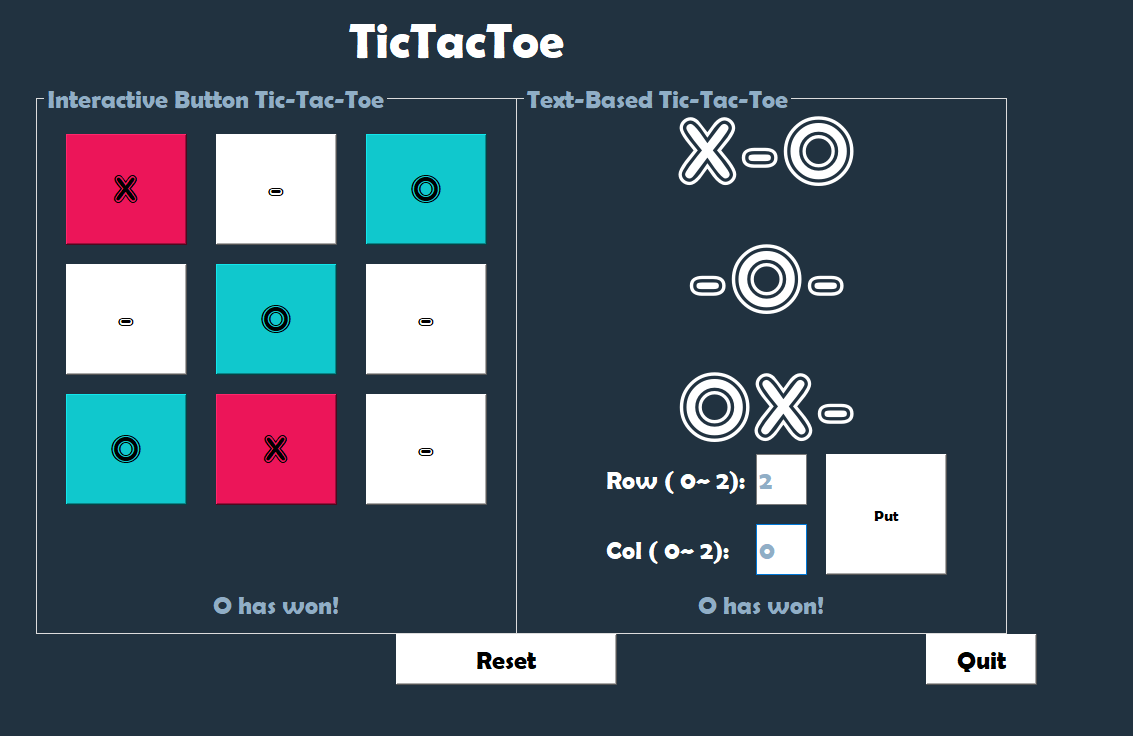 TicTacToe
Interactive Button Tic-Tac-Toe
X - O
- O -
O X -
O has won!
Text-Based Tic-Tac-Toe
X-O
-O-
OX-
Row ( 0~ 2): 2
Col ( 0~ 2): 0
Put
O has won!
Reset
Quit